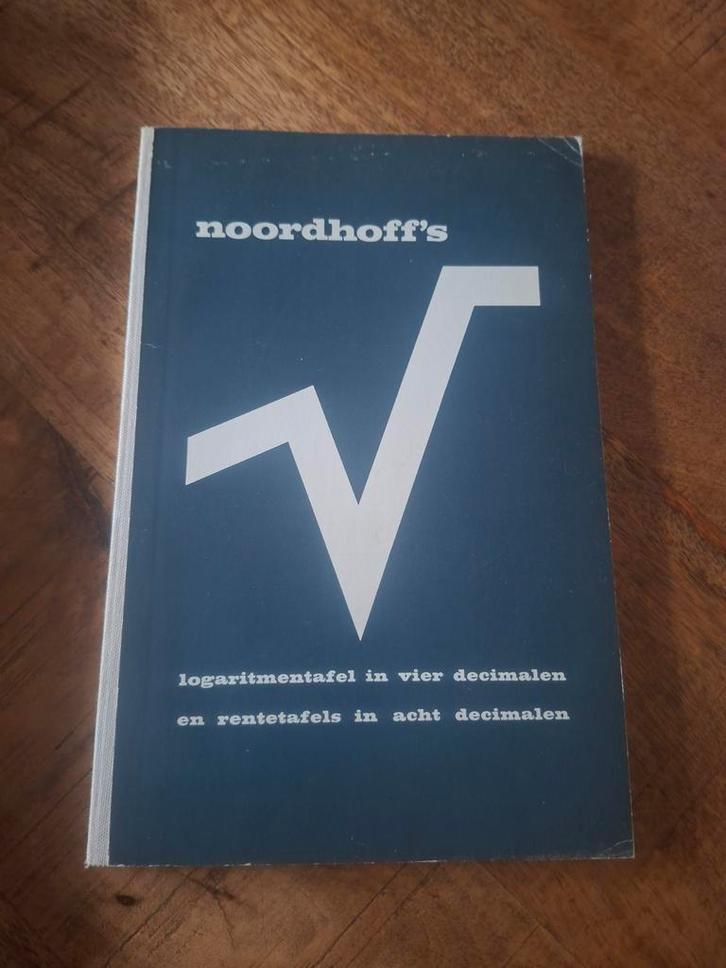 noordhoff's
logaritmentafel in vier decimalen
en rentetafels in acht decimalen